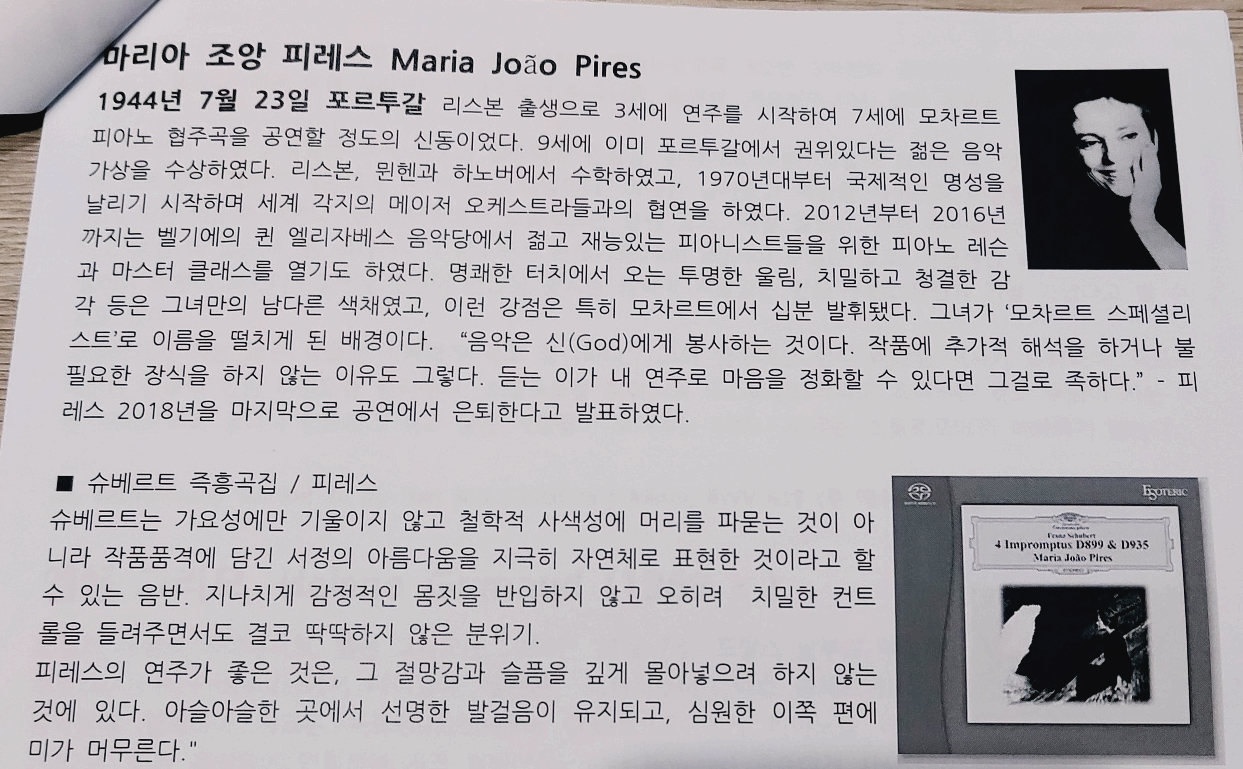 마리아 조앙 피레스 Maria João Pires
1944년 7월 23일 포르투갈 리스본 출생으로 3세에 연주를 시작하여 7세에 모차르트
피아노 협주곡을 공연할 정도의 신동이었다. 9세에 이미 포르투갈에서 권위있다는 젊은 음악
가상을 수상하였다. 리스본, 뮌헨과 하노버에서 수학하였고, 1970년대부터 국제적인 명성을
날리기 시작하며 세계 각지의 메이저 오케스트라들과의 협연을 하였다. 2012년부터 2016년
까지는 벨기에의 퀸 엘리자베스 음악당에서 젊고 재능있는 피아니스트들을 위한 피아노 레슨
과 마스터 클래스를 열기도 하였다. 명쾌한 터치에서 오는 투명한 울림, 치밀하고 청결한 감
각 등은 그녀만의 남다른 색채였고, 이런 강점은 특히 모차르트에서 십분 발휘됐다. 그녀가 ‘모차르트 스페셜리
스트’로 이름을 떨치게 된 배경이다. “음악은 신(God)에게 봉사하는 것이다. 작품에 추가적 해석을 하거나 불
필요한 장식을 하지 않는 이유도 그렇다. 듣는 이가 내 연주로 마음을 정화할 수 있다면 그걸로 족하다.” - 피
레스 2018년을 마지막으로 공연에서 은퇴한다고 발표하였다.
■ 슈베르트 즉흥곡집 / 피레스
슈베르트는 가요성에만 기울이지 않고 철학적 사색성에 머리를 파묻는 것이 아
니라 작품품격에 담긴 서정의 아름다움을 지극히 자연체로 표현한 것이라고 할
수 있는 음반. 지나치게 감정적인 몸짓을 반입하지 않고 오히려 치밀한 컨트
롤을 들려주면서도 결코 딱딱하지 않은 분위기.
피레스의 연주가 좋은 것은, 그 절망감과 슬픔을 깊게 몰아넣으려 하지 않는
것에 있다. 아슬아슬한 곳에서 선명한 발걸음이 유지되고, 심원한 이쪽 편에
미가 머무른다."
ESOTERIC
Franz Schubert
4 Impromptus D899 & D935
Maria João Pires